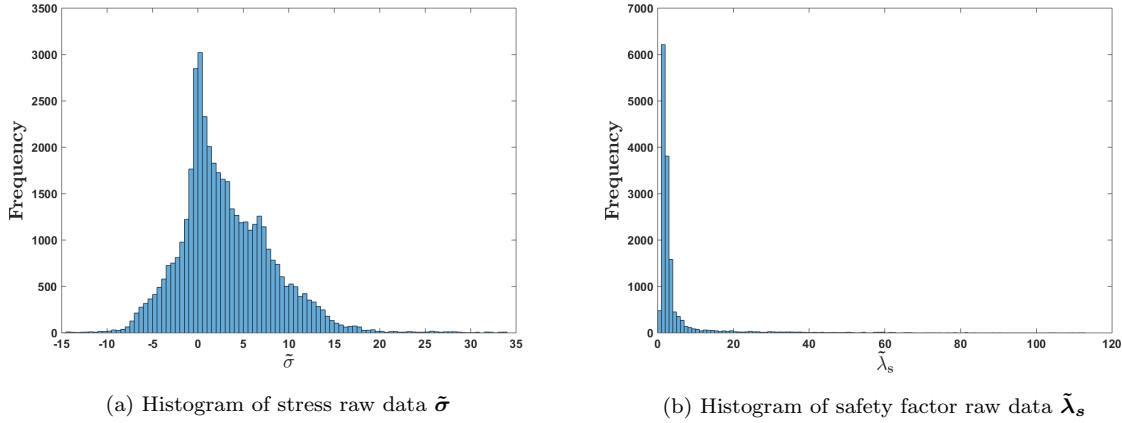 3500
3000
2500
2000
1500
1000
500
0
Frequency
-15 -10 -5 0 5 10 15 20 25 30 35
σ̃
(a) Histogram of stress raw data σ̃
7000
6000
5000
4000
3000
2000
1000
0
Frequency
0 20 40 60 80 100 120
λ̃s
(b) Histogram of safety factor raw data λ̃s